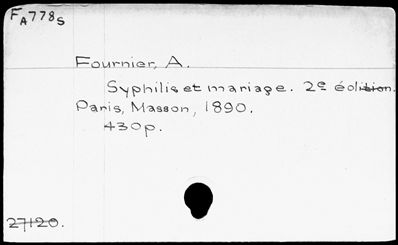 FA778S
Fournier, A.
Syphilis et mariage. 2e édition.
Paris, Masson, 1890.
430p.
27120.